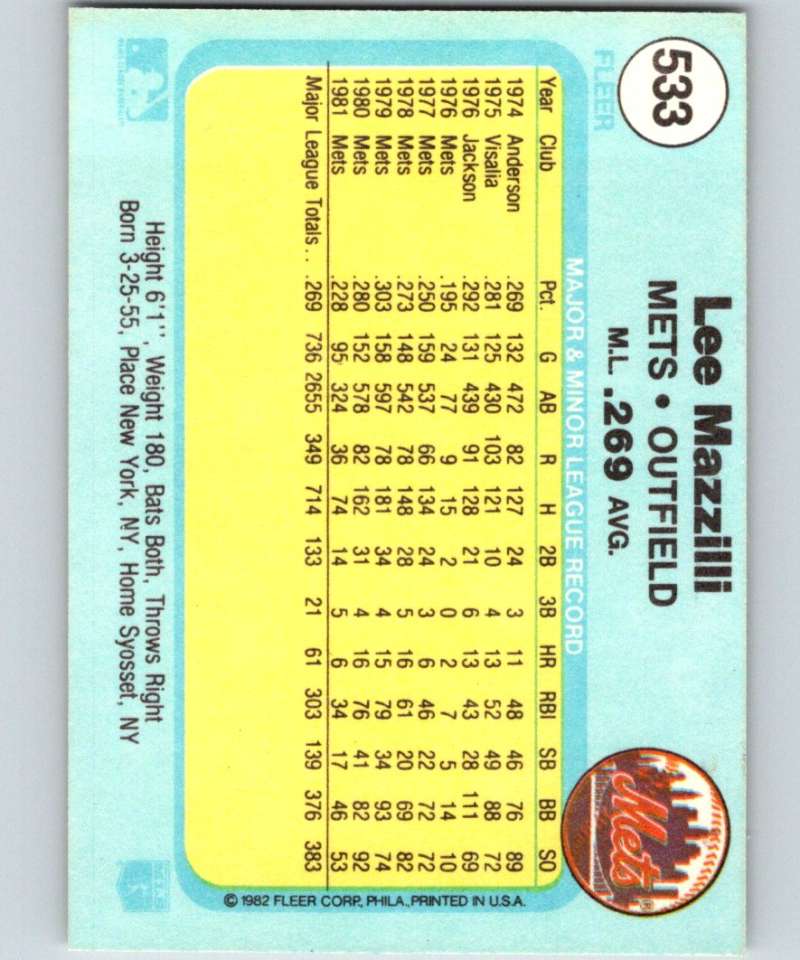 533
FLEER
Lee Mazzilli
METS • OUTFIELD
M.L. .269 AVG.
Mets
MAJOR & MINOR LEAGUE RECORD
Year Club Pct. G AB R H 2B 3B HR RBI SB BB SO
1974 Anderson .269 132 472 82 127 24 3 11 48 46 76 89
1975 Visalia .281 125 430 103 121 10 4 13 52 49 88 72
1976 Jackson .292 131 439 91 128 21 6 13 43 28 111 69
1976 Mets .195 24 77 9 15 2 0 2 7 5 14 10
1977 Mets .250 159 537 66 134 24 3 6 46 22 72 72
1978 Mets .273 148 542 78 148 28 5 16 61 20 69 82
1979 Mets .303 158 597 78 181 34 4 15 79 34 93 74
1980 Mets .280 152 578 82 162 31 4 16 76 41 82 92
1981 Mets .228 95 324 36 74 14 5 6 34 17 46 53
Major League Totals. . .269 736 2655 349 714 133 21 61 303 139 376 383
© 1982 FLEER CORP., PHILA., PRINTED IN U.S.A.
Height 6'1'', Weight 180, Bats Both, Throws Right
Born 3-25-55, Place New York, NY, Home Syosset, NY